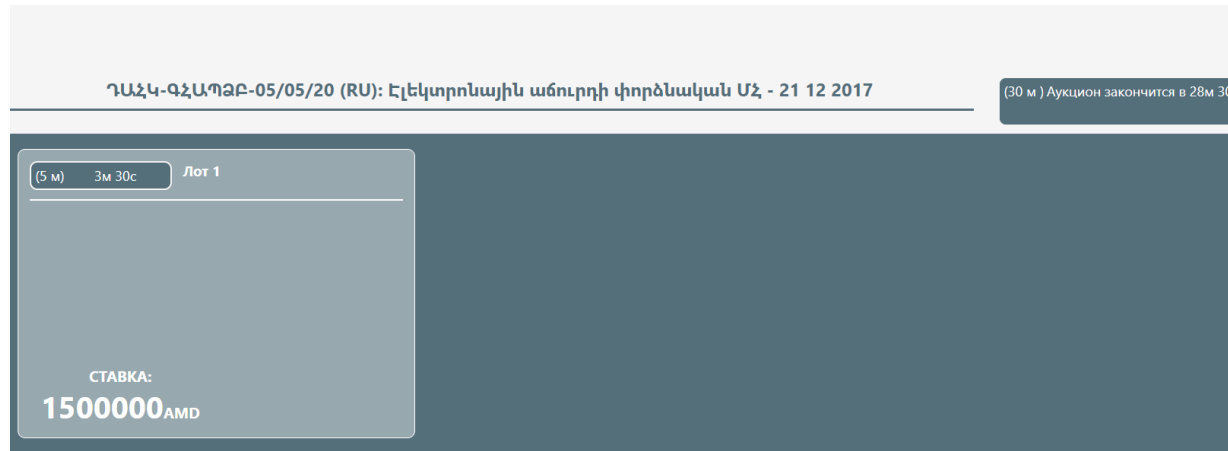 ԴԱՀԿ-ԳՀԱՊՁԲ-05/05/20 (RU): Էլեկտրոնային աճուրդի փորձնական ՄՀ - 21 12 2017
(30 м ) Аукцион закончится в 28м 30
(5 м) 3м 30с Лот 1
СТАВКА:
1500000AMD